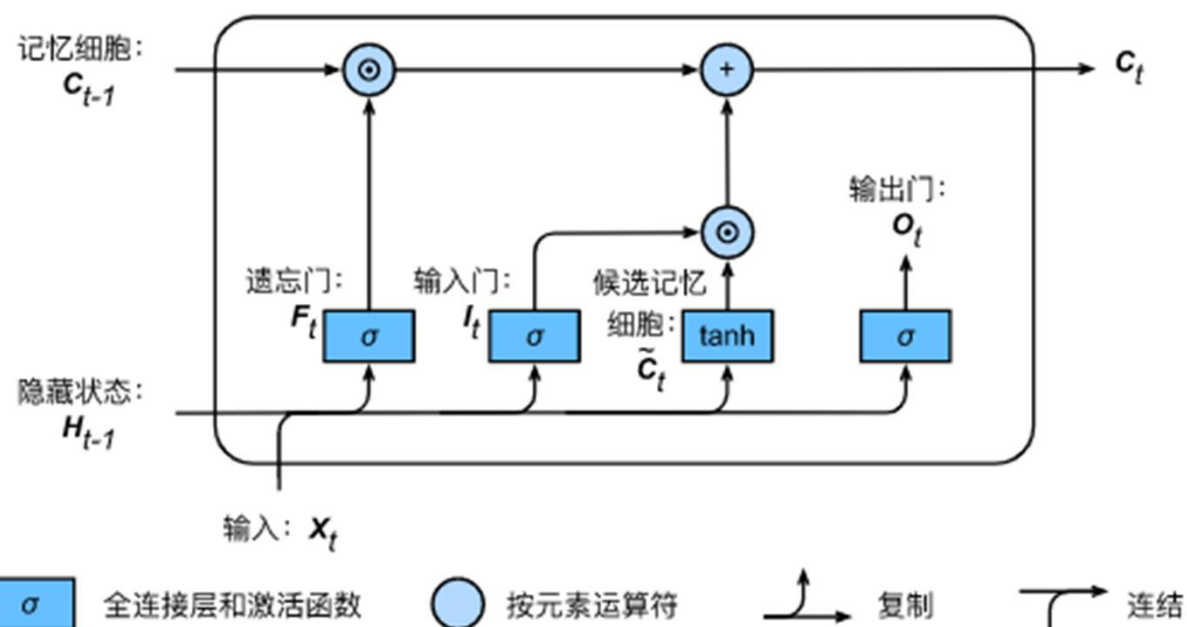 记忆细胞：
C_{t-1}
⊙
+
C_t
输出门：
O_t
⊙
遗忘门：
F_t
输入门：
I_t
候选记忆
细胞：
C̃_t
σ
σ
tanh
σ
隐藏状态：
H_{t-1}
输入：X_t
σ 全连接层和激活函数 按元素运算符 复制 连结